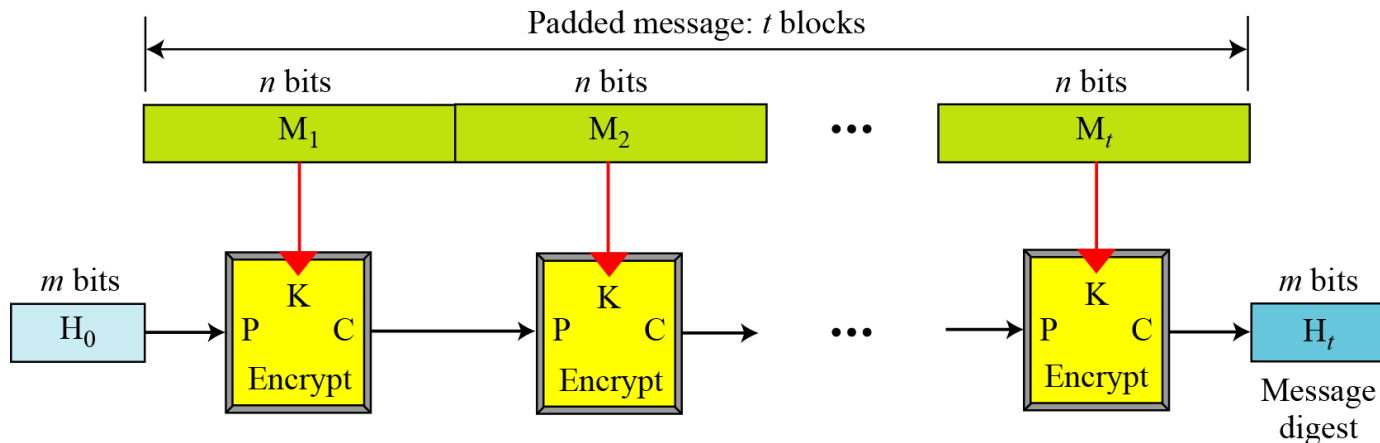 Padded message: t blocks
n bits n bits n bits
M₁ M₂ ••• Mₜ
m bits K K K m bits
H₀ P C P C ••• P C Hₜ
Encrypt Encrypt Encrypt
Message
digest